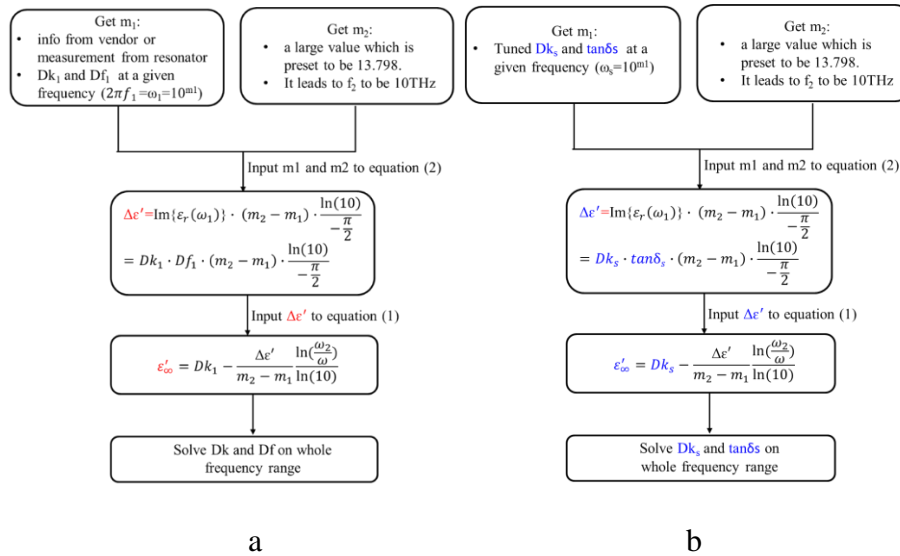 Get m₁:
• info from vendor or
measurement from resonator
• Dk₁ and Df₁ at a given
frequency (2πf₁=ω₁=10ᵐ¹)
Get m₂:
• a large value which is
preset to be 13.798.
• It leads to f₂ to be 10THz
Input m1 and m2 to equation (2)
Δε′=Im{εᵣ(ω₁)} · (m₂ − m₁) · ln(10)/(−π/2)
= Dk₁ · Df₁ · (m₂ − m₁) · ln(10)/(−π/2)
Input Δε′ to equation (1)
ε′∞ = Dk₁ − Δε′/(m₂ − m₁) ln(ω₂/ω)/ln(10)
Solve Dk and Df on whole
frequency range
a
Get m₁:
• Tuned Dkₛ and tanδs at a
given frequency (ωₛ=10ᵐ¹)
Get m₂:
• a large value which is
preset to be 13.798.
• It leads to f₂ to be 10THz
Input m1 and m2 to equation (2)
Δε′=Im{εᵣ(ω₁)} · (m₂ − m₁) · ln(10)/(−π/2)
= Dkₛ · tanδₛ · (m₂ − m₁) · ln(10)/(−π/2)
Input Δε′ to equation (1)
ε′∞ = Dkₛ − Δε′/(m₂ − m₁) ln(ω₂/ω)/ln(10)
Solve Dkₛ and tanδs on
whole frequency range
b